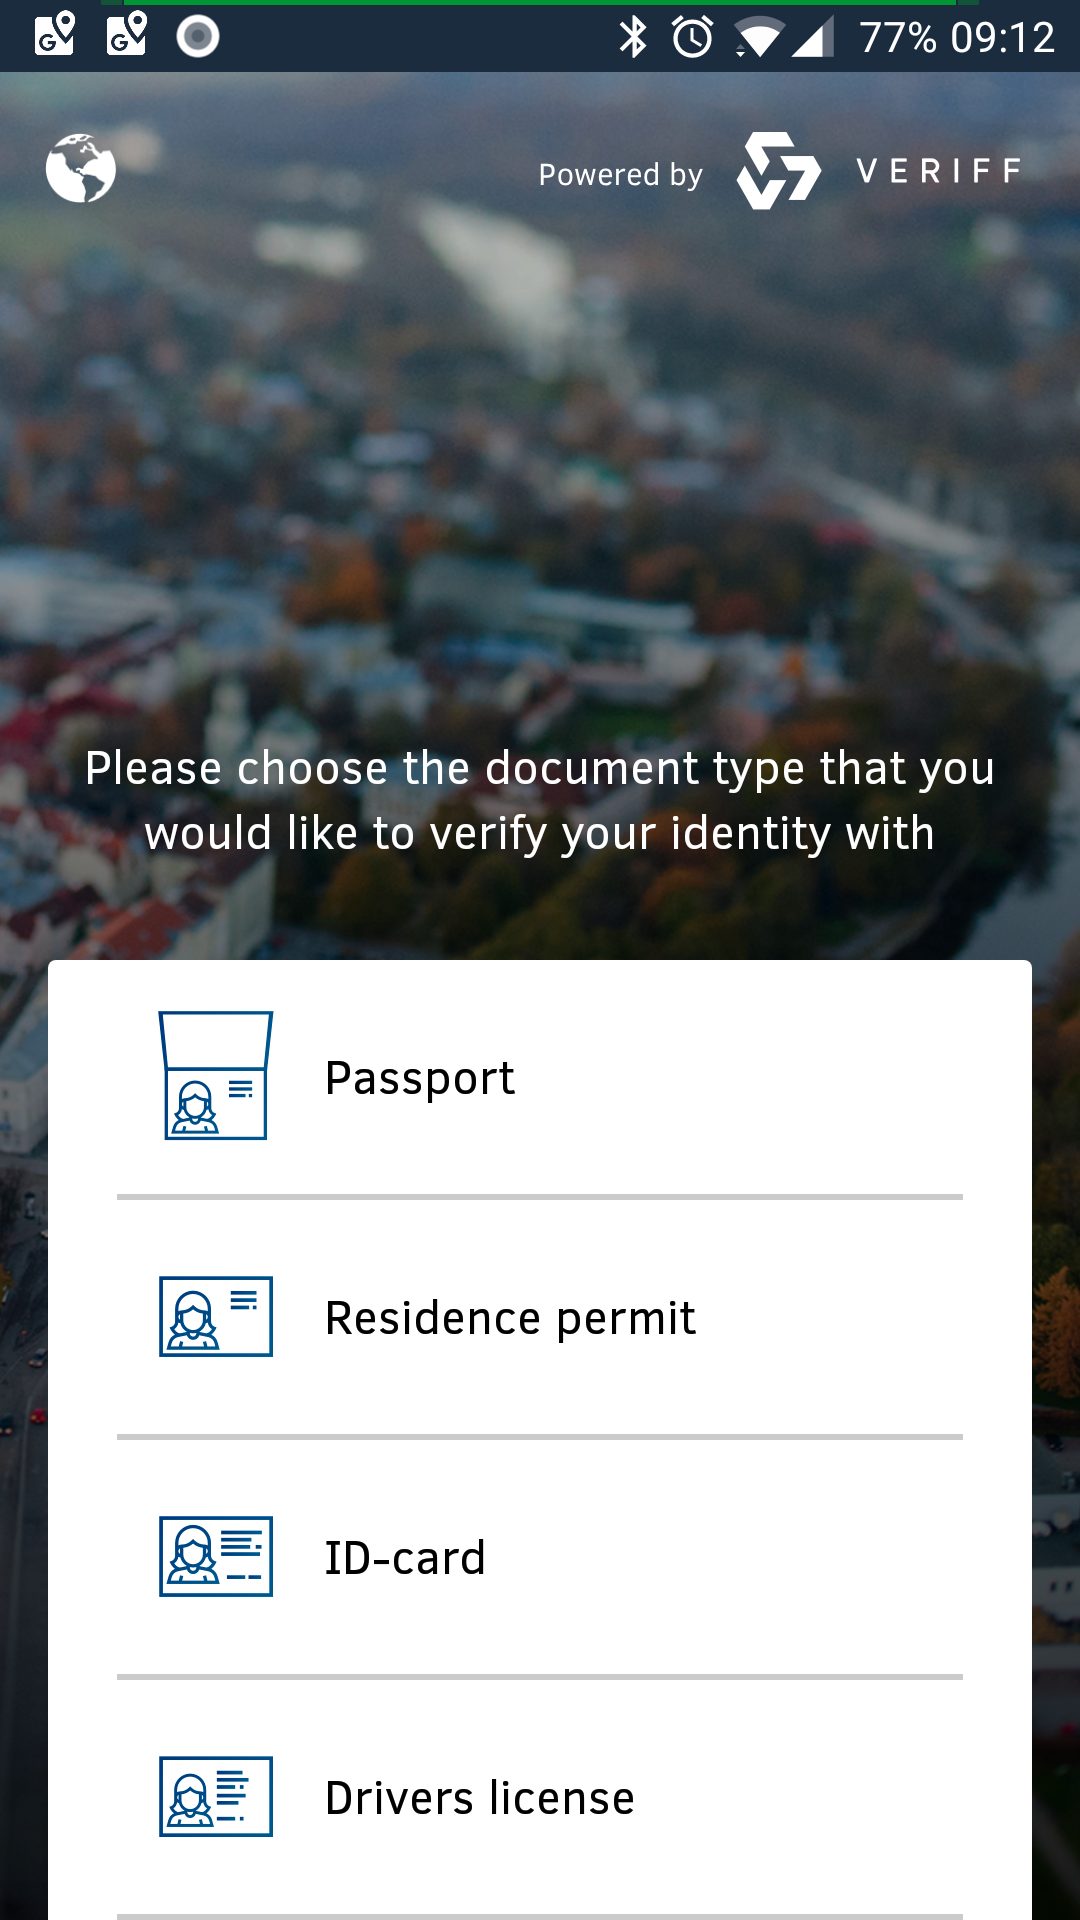 77% 09:12
Powered by VERIFF
Please choose the document type that you
would like to verify your identity with
Passport
Residence permit
ID-card
Drivers license